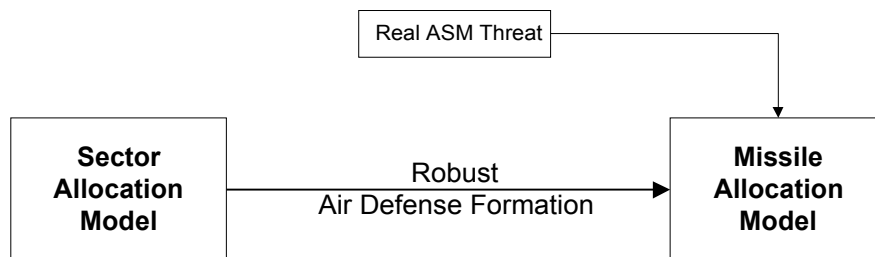 Real ASM Threat
Sector
Allocation
Model
Robust
Air Defense Formation
Missile
Allocation
Model